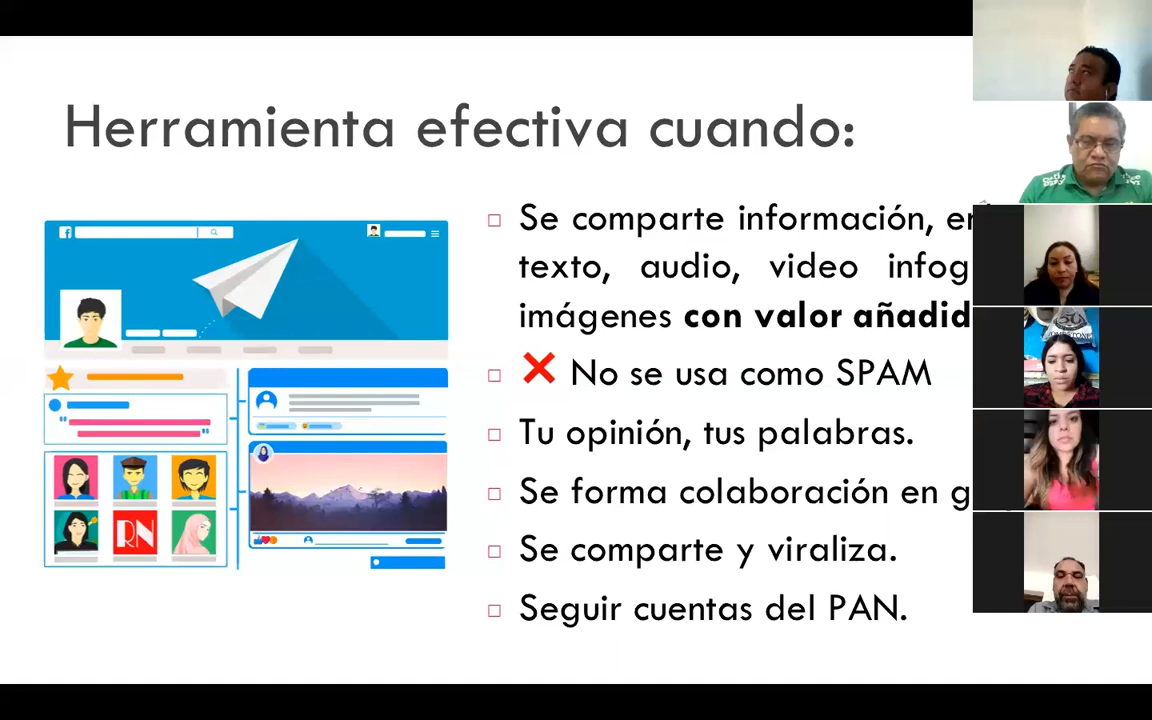 Herramienta efectiva cuando:
Se comparte información,
texto, audio, video
imágenes con valor
No se usa como SPAM
Tu opinión, tus palabras.
Se forma colaboración en
Se comparte y viraliza.
Seguir cuentas del PAN.
RN